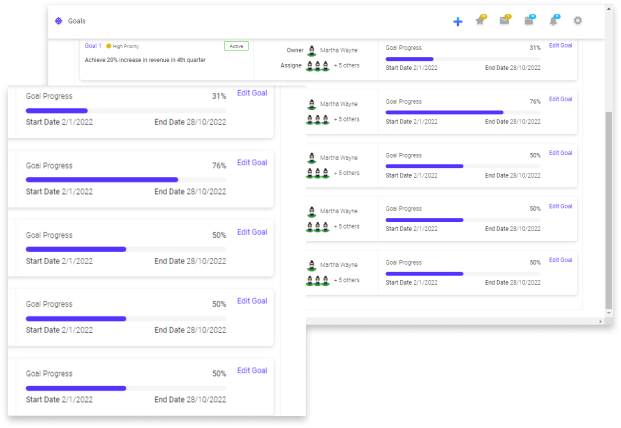 Goals
Goal 1 High Priority Active
Achieve 20% increase in revenue in 4th quarter
Owner Martha Wayne
Assigne + 5 others
Goal Progress 31% Edit Goal
Start Date 2/1/2022 End Date 28/10/2022
Martha Wayne
+ 5 others
Goal Progress 76% Edit Goal
Start Date 2/1/2022 End Date 28/10/2022
Martha Wayne
+ 5 others
Goal Progress 50% Edit Goal
Start Date 2/1/2022 End Date 28/10/2022
Martha Wayne
+ 5 others
Goal Progress 50% Edit Goal
Start Date 2/1/2022 End Date 28/10/2022
Martha Wayne
+ 5 others
Goal Progress 50% Edit Goal
Start Date 2/1/2022 End Date 28/10/2022
Goal Progress 31% Edit Goal
Start Date 2/1/2022 End Date 28/10/2022
Goal Progress 76% Edit Goal
Start Date 2/1/2022 End Date 28/10/2022
Goal Progress 50% Edit Goal
Start Date 2/1/2022 End Date 28/10/2022
Goal Progress 50% Edit Goal
Start Date 2/1/2022 End Date 28/10/2022
Goal Progress 50% Edit Goal
Start Date 2/1/2022 End Date 28/10/2022